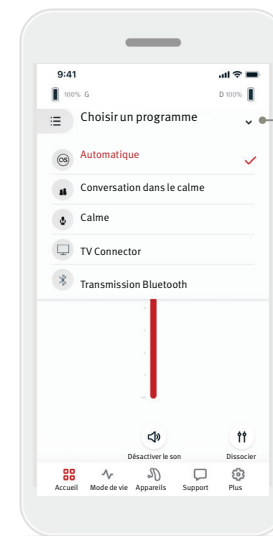 9:41
100% G D 100%
Choisir un programme
Automatique
Conversation dans le calme
Calme
TV Connector
Transmission Bluetooth
Désactiver le son Dissocier
Accueil Mode de vie Appareils Support Plus